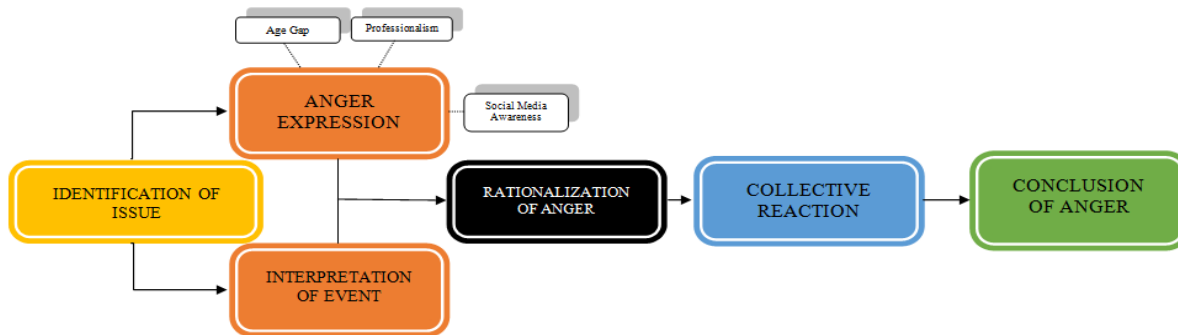 Age Gap
Professionalism
ANGER
EXPRESSION
Social Media
Awareness
IDENTIFICATION OF
ISSUE
RATIONALIZATION
OF ANGER
COLLECTIVE
REACTION
CONCLUSION
OF ANGER
INTERPRETATION
OF EVENT